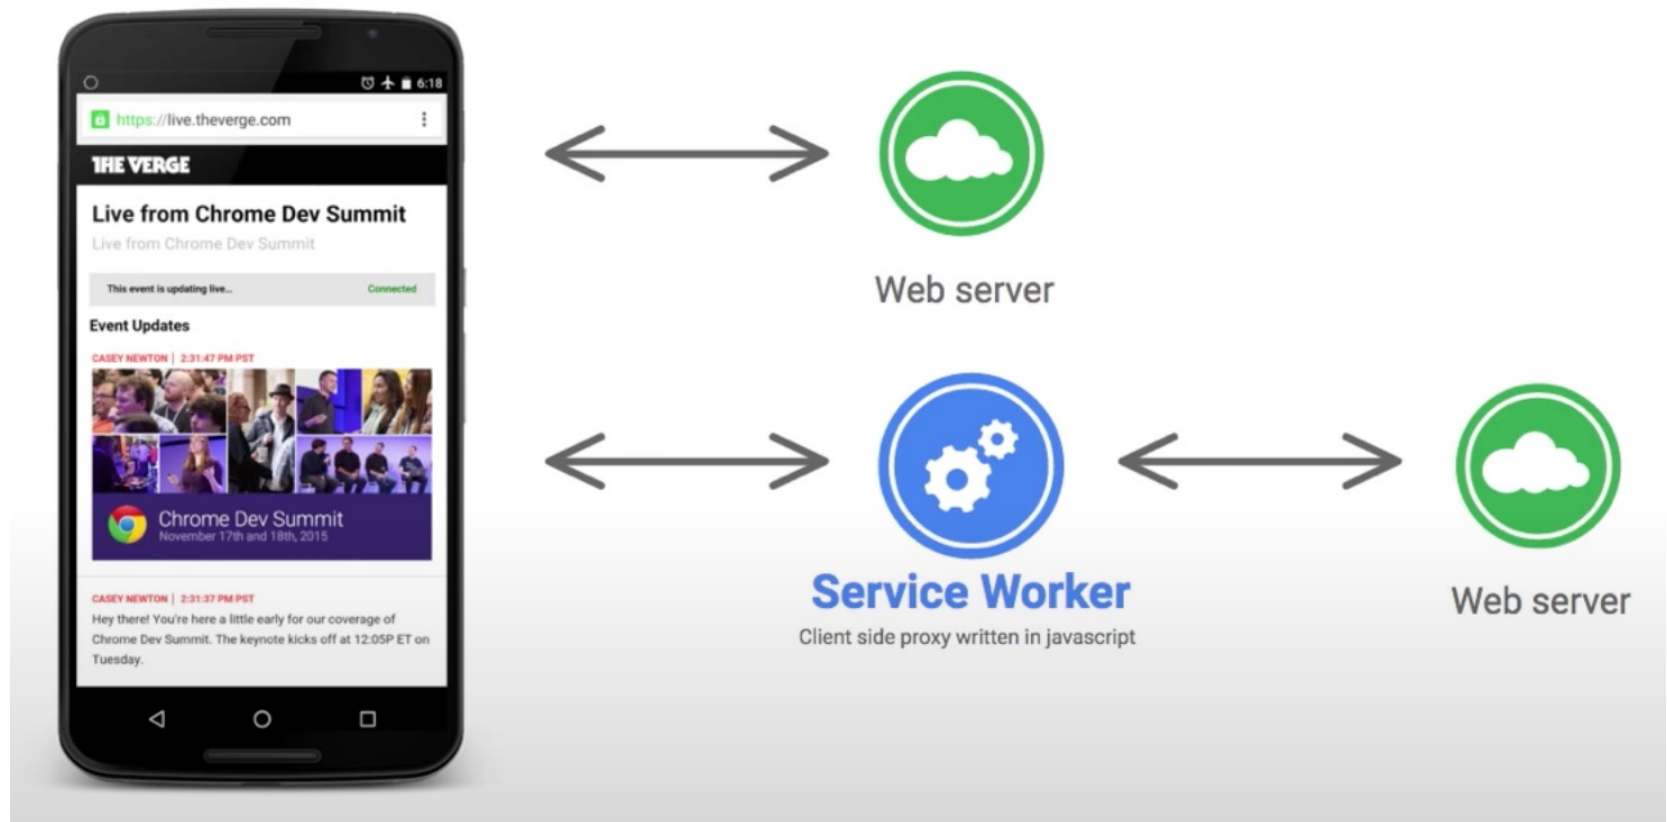 6:18
https://live.theverge.com
THE VERGE
Live from Chrome Dev Summit
Live from Chrome Dev Summit
This event is updating live... Connected
Event Updates
CASEY NEWTON | 2:31:47 PM PST
Chrome Dev Summit
November 17th and 18th, 2015
CASEY NEWTON | 2:31:37 PM PST
Hey there! You're here a little early for our coverage of
Chrome Dev Summit. The keynote kicks off at 12:05P ET on
Tuesday.
Web server
Service Worker
Client side proxy written in javascript
Web server